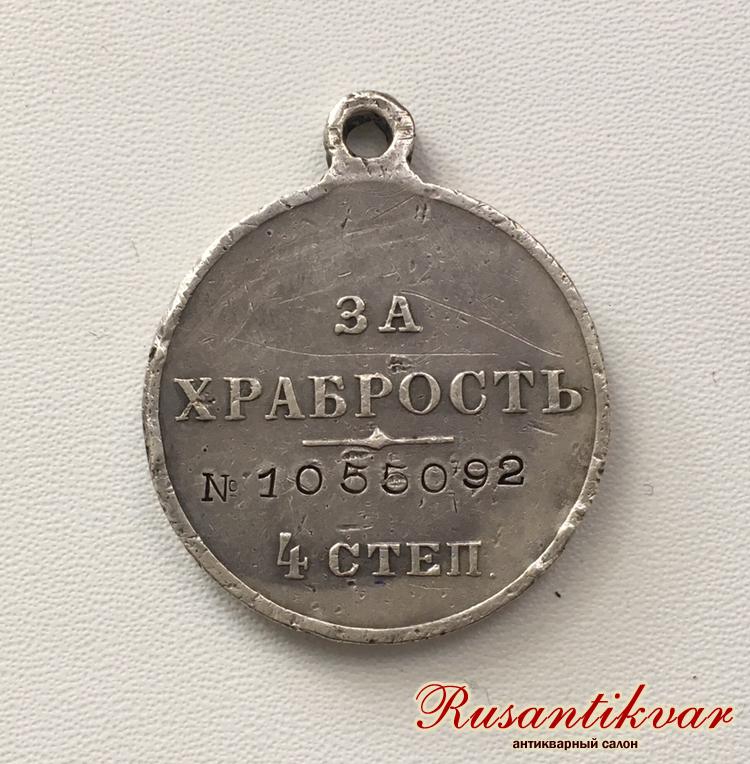 ЗА
ХРАБРОСТЬ
№ 1055092
4 СТЕП.
Rusantikvar
антикварный салон